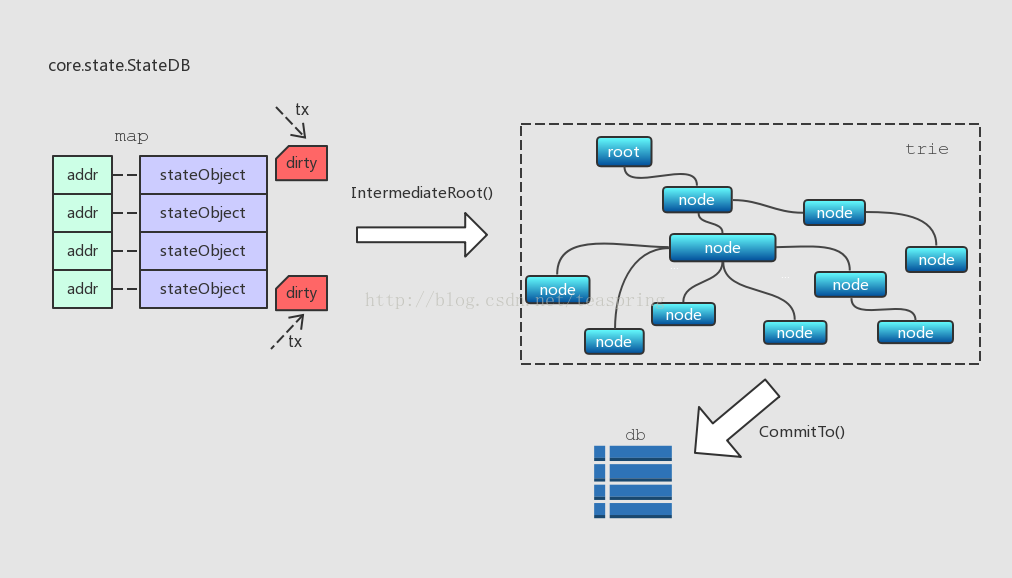 core.state.StateDB
map
tx
dirty
addr stateObject
addr stateObject
addr stateObject
addr stateObject
dirty
tx
IntermediateRoot()
trie
root
node
node
node
node
node
node
node
node
node
node
http://blog.csdn.net/teaspring
CommitTo()
db